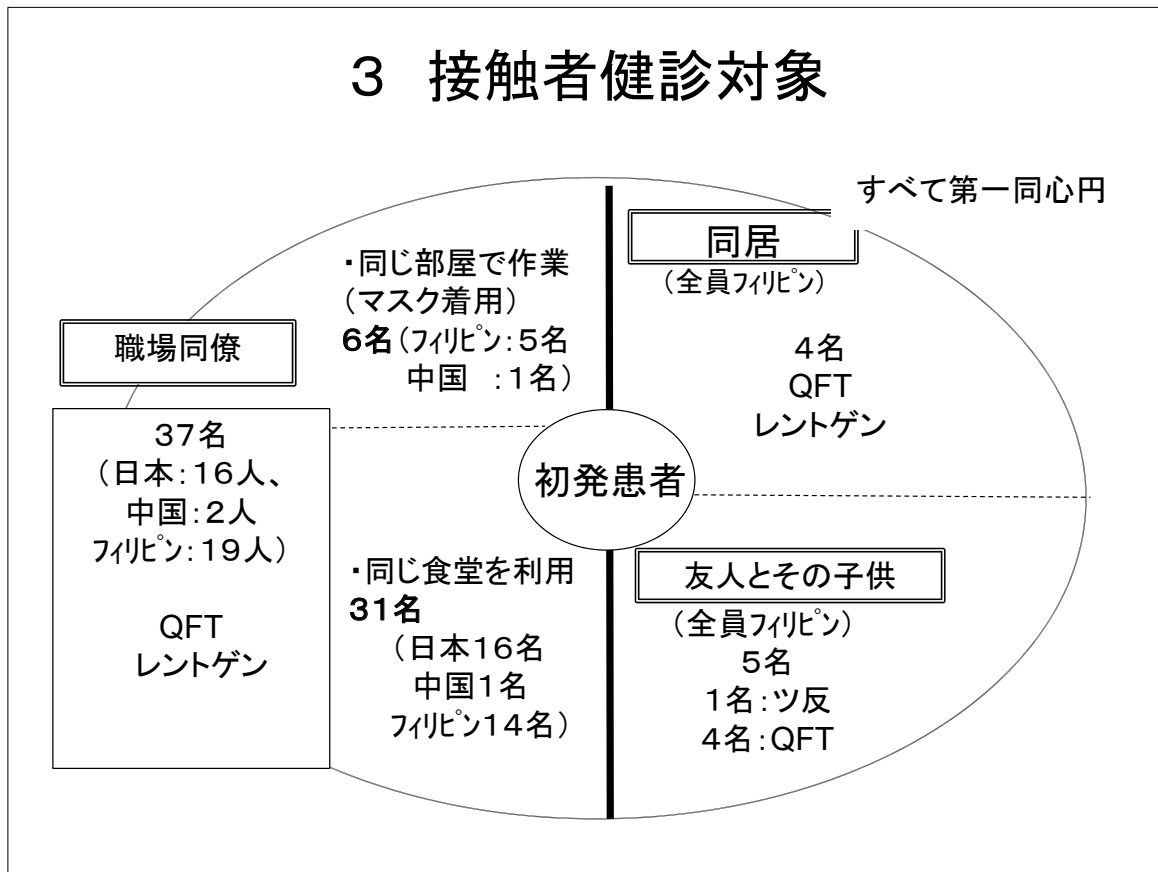 ３　接触者健診対象
すべて第一同心円
職場同僚
３７名
（日本：１６人、
中国：２人
フィリピン：１９人）
QFT
レントゲン
・同じ部屋で作業
（マスク着用）
６名（フィリピン：５名
中国　：１名）
・同じ食堂を利用
３１名
（日本１６名
中国１名
フィリピン１４名）
初発患者
同居
（全員フィリピン）
４名
QFT
レントゲン
友人とその子供
（全員フィリピン）
５名
１名：ツ反
４名：QFT